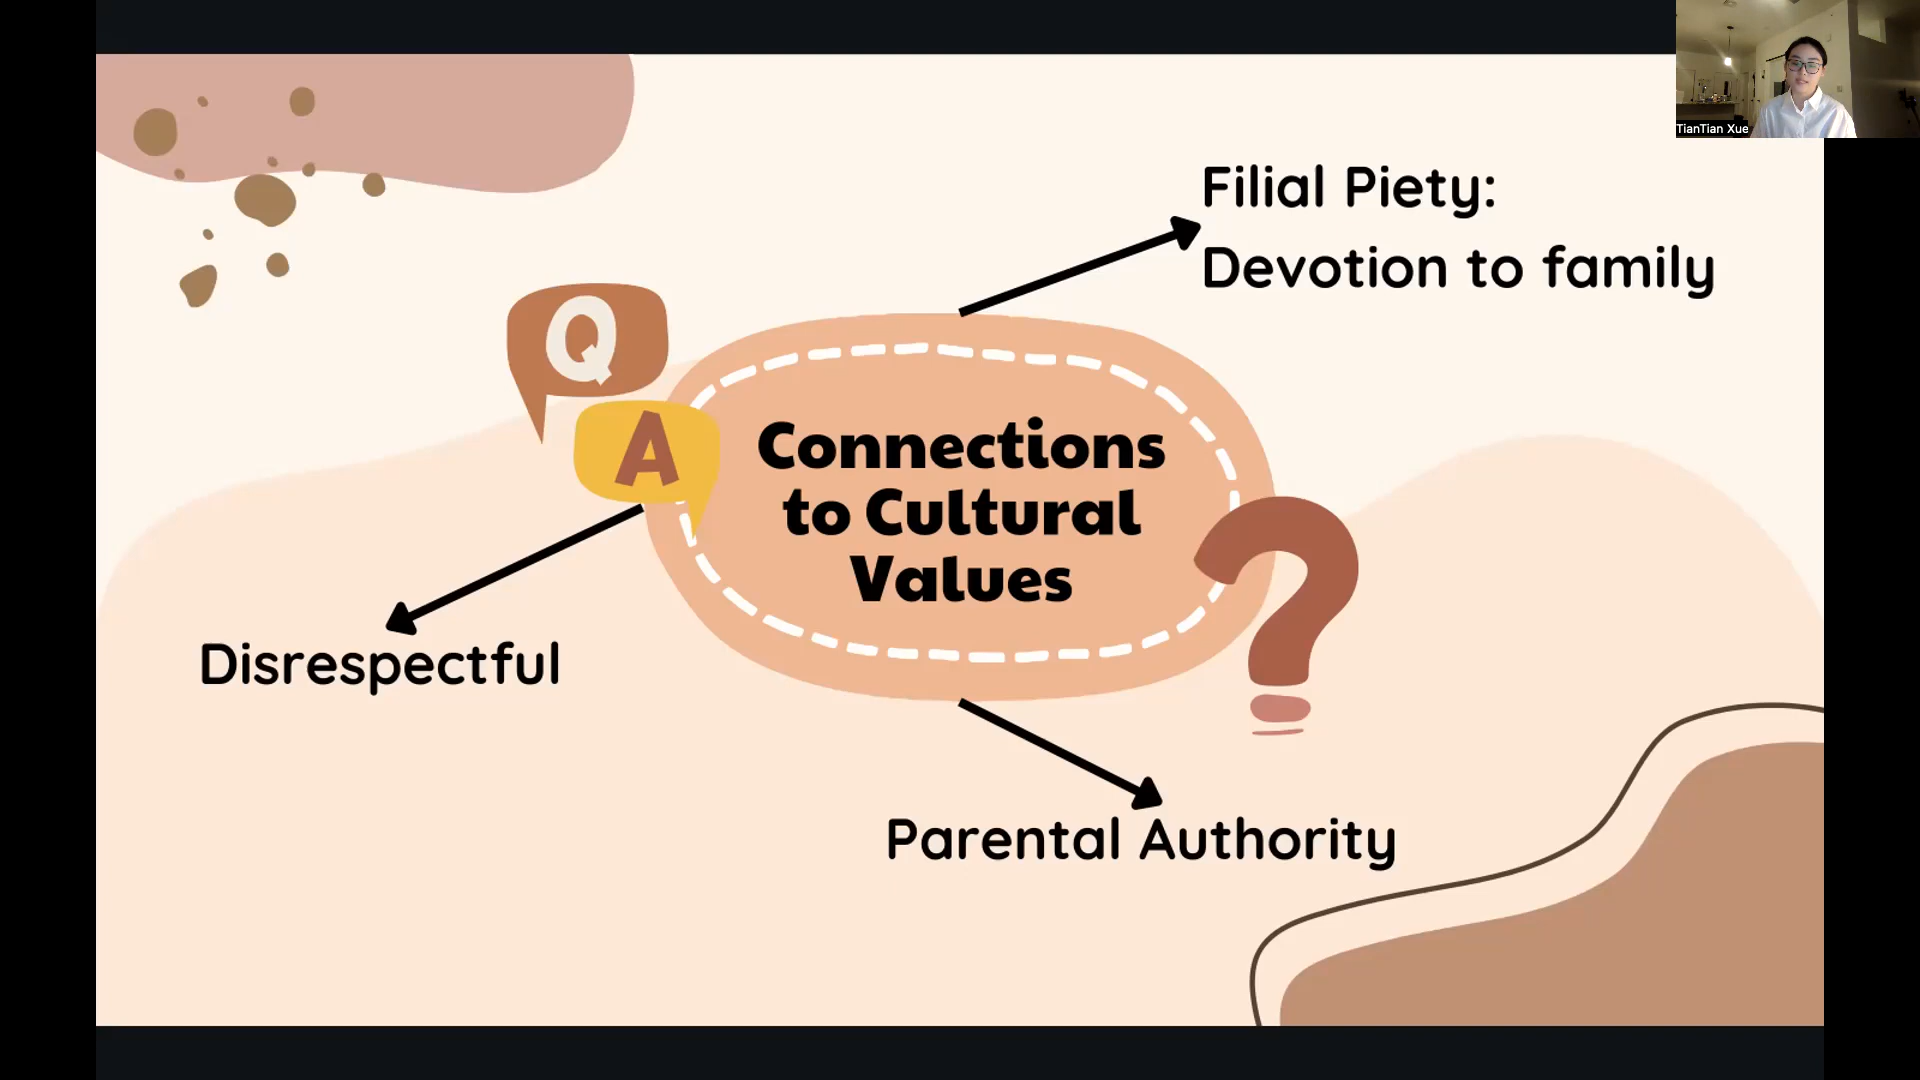 TianTian Xue
Filial Piety:
Devotion to family
Q
A
Connections
to Cultural
Values
?
Disrespectful
Parental Authority